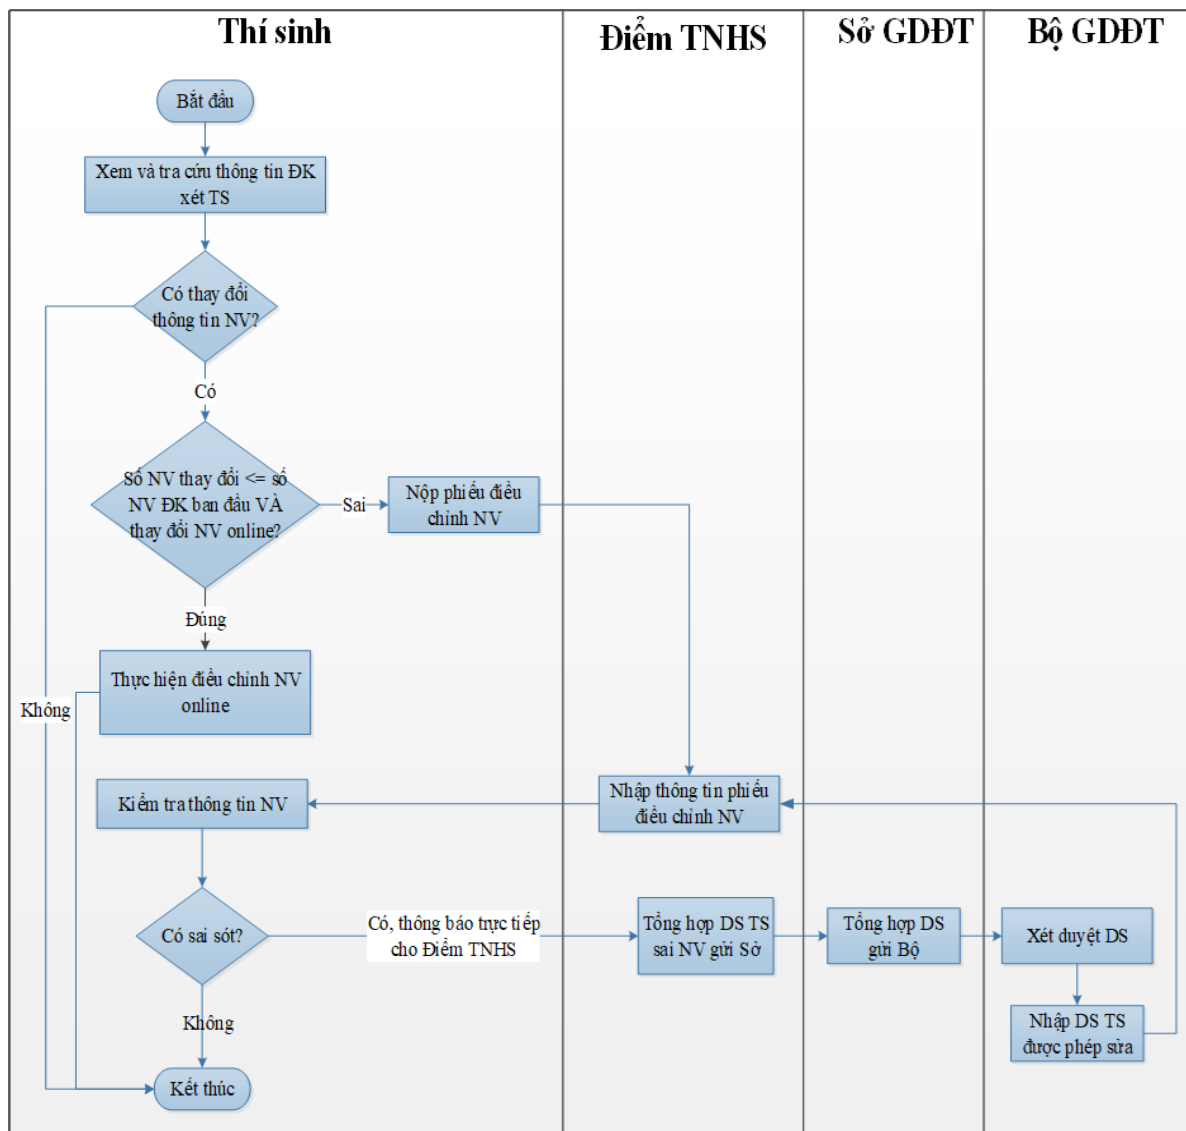 Thí sinh
Điểm TNHS
Sở GDĐT
Bộ GDĐT
Bắt đầu
Xem và tra cứu thông tin ĐK
xét TS
Có thay đổi
thông tin NV?
Có
Số NV thay đổi <= số
NV ĐK ban đầu VÀ
thay đổi NV online?
Sai
Nộp phiếu điều
chỉnh NV
Đúng
Thực hiện điều chỉnh NV
online
Không
Nhập thông tin phiếu
điều chỉnh NV
Kiểm tra thông tin NV
Có sai sót?
Có, thông báo trực tiếp
cho Điểm TNHS
Tổng hợp DS TS
sai NV gửi Sở
Tổng hợp DS
gửi Bộ
Xét duyệt DS
Nhập DS TS
được phép sửa
Không
Kết thúc